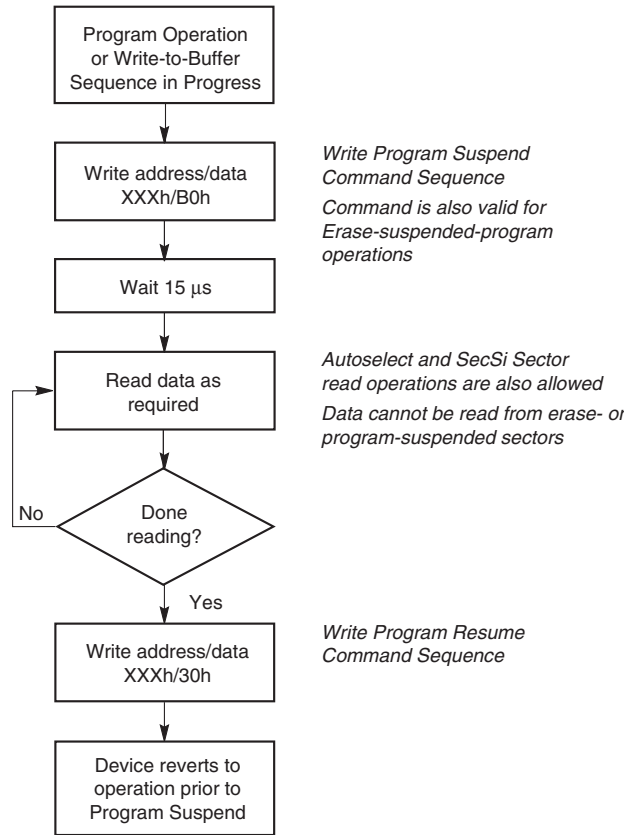 Program Operation
or Write-to-Buffer
Sequence in Progress
Write address/data
XXXh/B0h
Write Program Suspend
Command Sequence
Command is also valid for
Erase-suspended-program
operations
Wait 15 μs
Read data as
required
Autoselect and SecSi Sector
read operations are also allowed
Data cannot be read from erase- or
program-suspended sectors
No
Done
reading?
Yes
Write address/data
XXXh/30h
Write Program Resume
Command Sequence
Device reverts to
operation prior to
Program Suspend